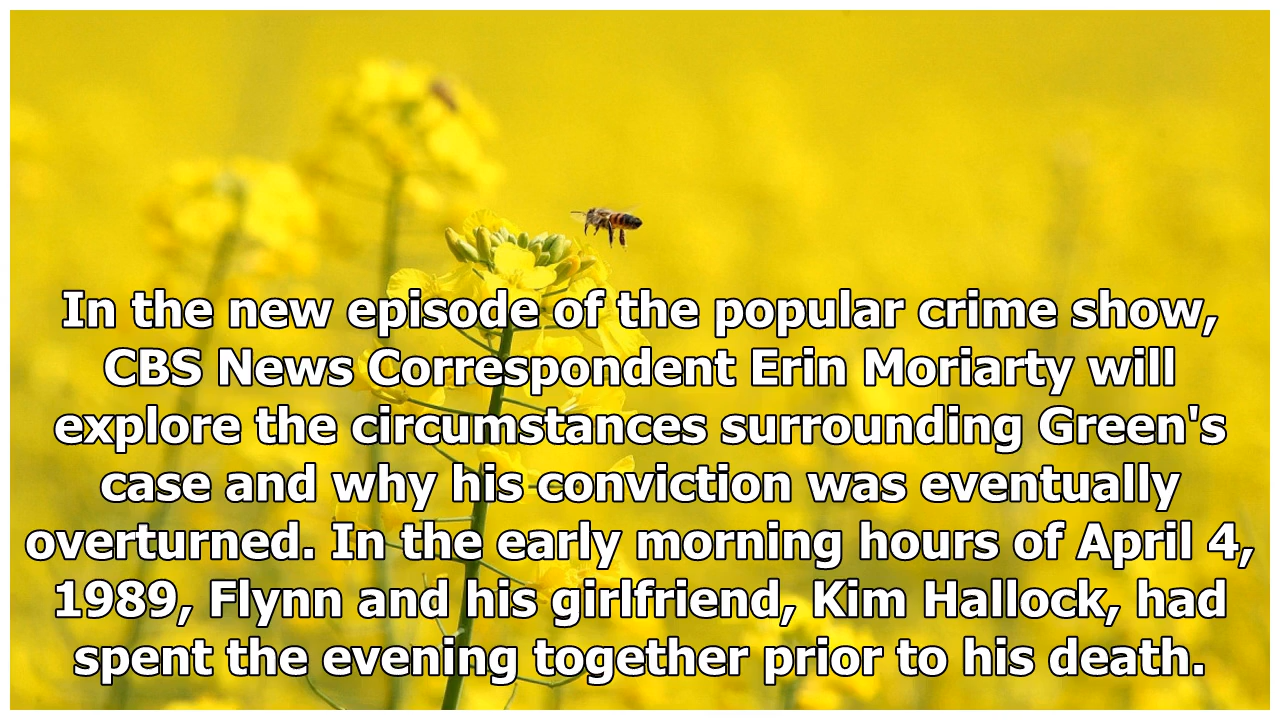 In the new episode of the popular crime show,
CBS News Correspondent Erin Moriarty will
explore the circumstances surrounding Green's
case and why his conviction was eventually
overturned. In the early morning hours of April 4,
1989, Flynn and his girlfriend, Kim Hallock, had
spent the evening together prior to his death.